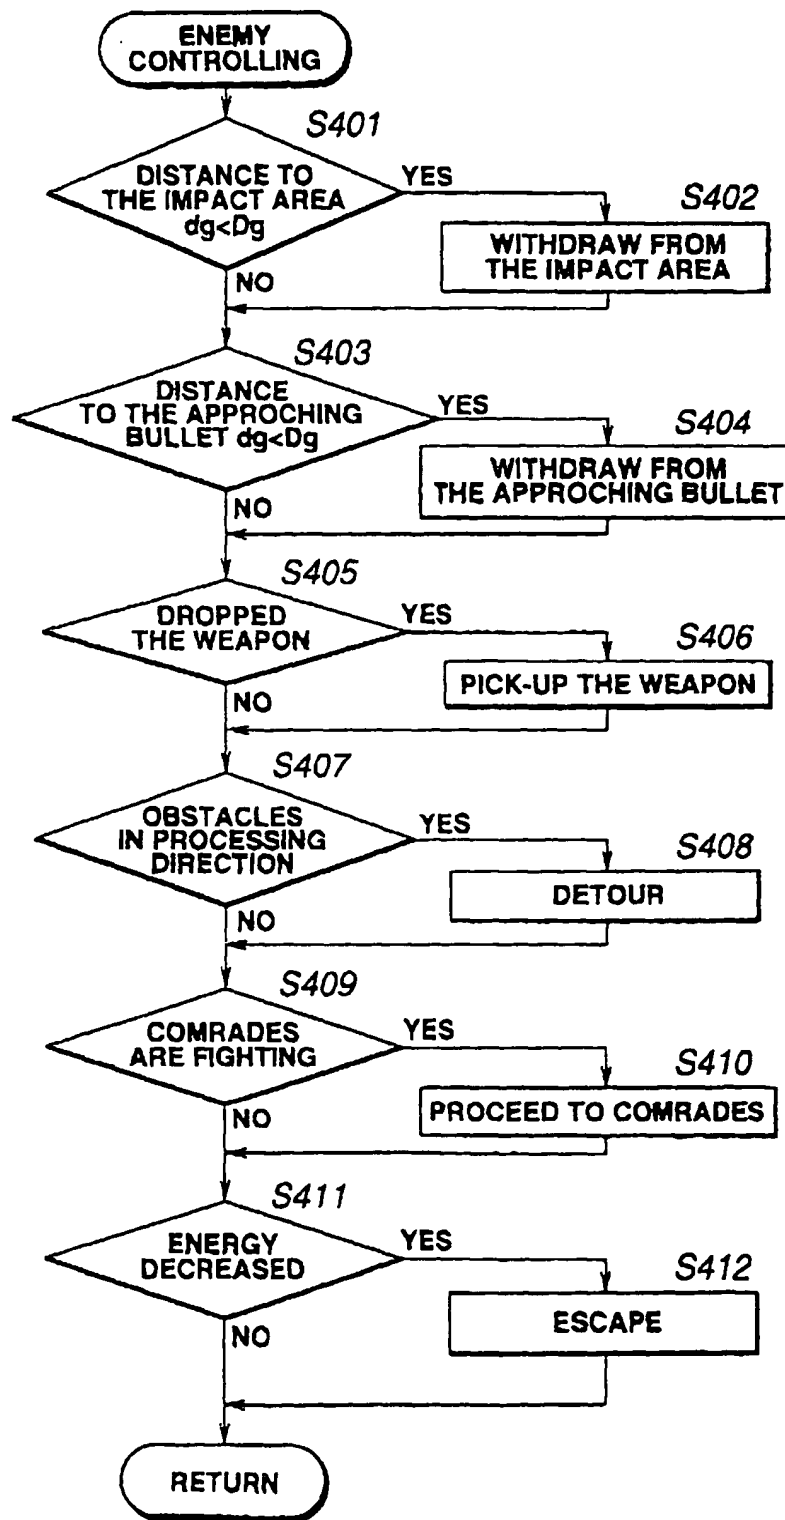 ENEMY
CONTROLLING
S401
DISTANCE TO
THE IMPACT AREA
dg<Dg
YES
NO
S402
WITHDRAW FROM
THE IMPACT AREA
S403
DISTANCE
TO THE APPROCHING
BULLET dg<Dg
YES
NO
S404
WITHDRAW FROM
THE APPROCHING BULLET
S405
DROPPED
THE WEAPON
YES
NO
S406
PICK-UP THE WEAPON
S407
OBSTACLES
IN PROCESSING
DIRECTION
YES
NO
S408
DETOUR
S409
COMRADES
ARE FIGHTING
YES
NO
S410
PROCEED TO COMRADES
S411
ENERGY
DECREASED
YES
NO
S412
ESCAPE
RETURN